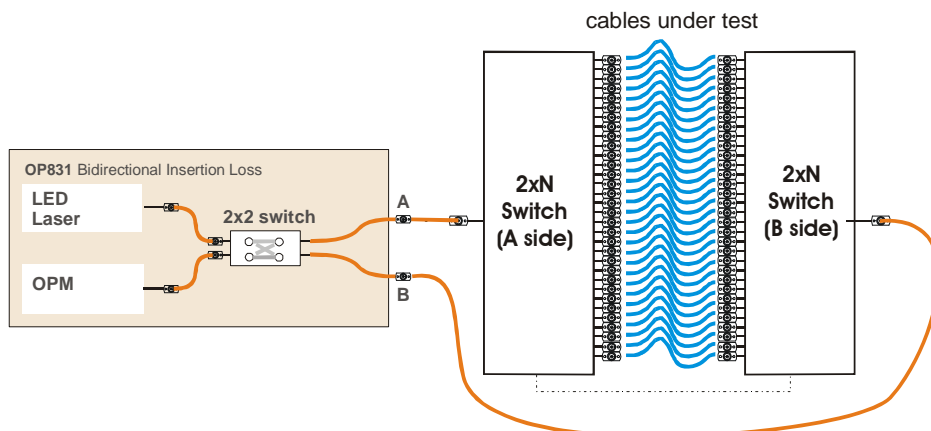 cables under test
OP831 Bidirectional Insertion Loss
LED
Laser
2x2 switch
OPM
A
B
2xN
Switch
(A side)
2xN
Switch
(B side)